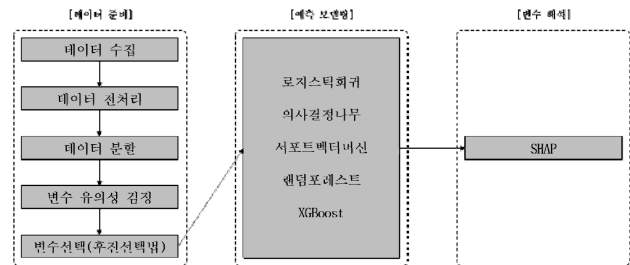 [데이터 준비]
데이터 수집
데이터 전처리
데이터 분할
변수 유의성 검정
변수선택(후진선택법)
[예측 모델링]
로지스틱회귀
의사결정나무
서포트벡터머신
랜덤포레스트
XGBoost
[변수 해석]
SHAP